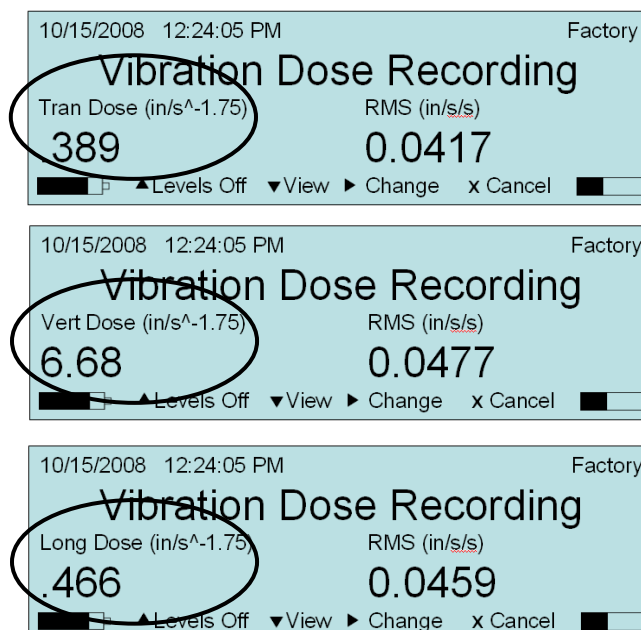 10/15/2008 12:24:05 PM Factory
Vibration Dose Recording
Tran Dose (in/s^-1.75) RMS (in/s/s)
.389 0.0417
▲Levels Off ▼View ► Change x Cancel
10/15/2008 12:24:05 PM Factory
Vibration Dose Recording
Vert Dose (in/s^-1.75) RMS (in/s/s)
6.68 0.0477
▲Levels Off ▼View ► Change x Cancel
10/15/2008 12:24:05 PM Factory
Vibration Dose Recording
Long Dose (in/s^-1.75) RMS (in/s/s)
.466 0.0459
▲Levels Off ▼View ► Change x Cancel